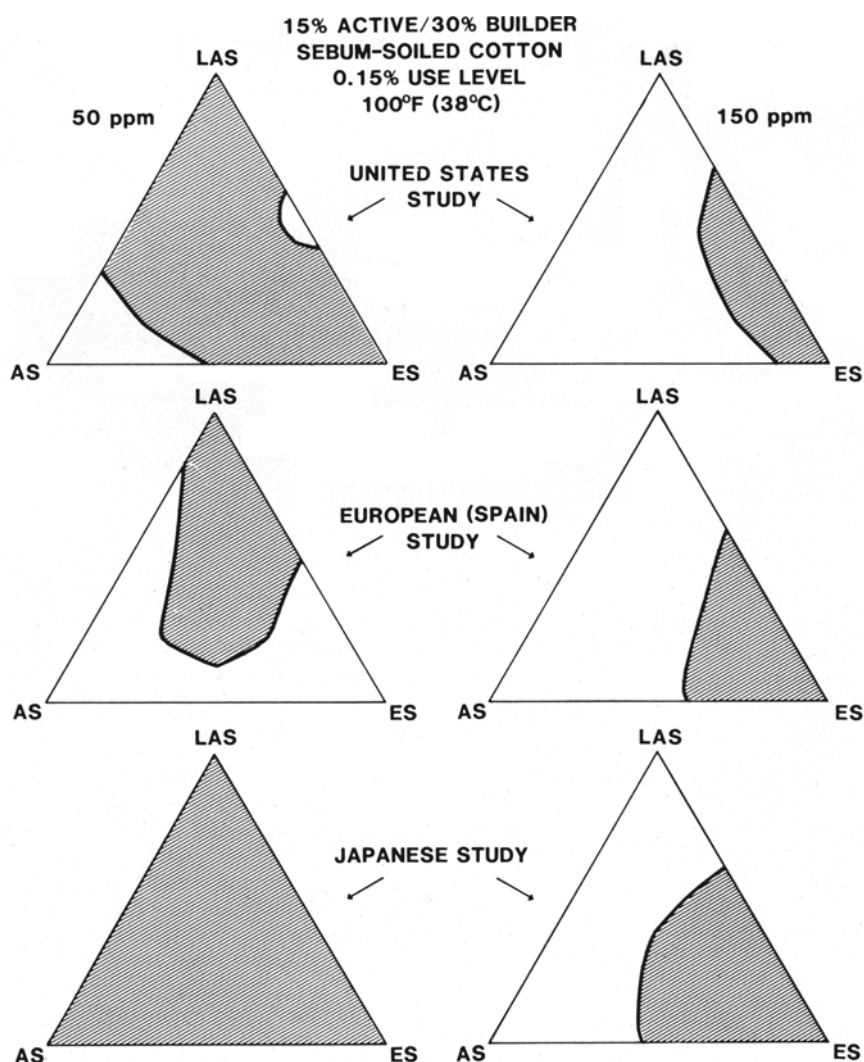 15% ACTIVE/30% BUILDER
SEBUM-SOILED COTTON
0.15% USE LEVEL
100°F (38°C)
LAS
LAS
50 ppm
150 ppm
UNITED STATES
STUDY
AS
ES
AS
ES
LAS
LAS
EUROPEAN (SPAIN)
STUDY
AS
ES
AS
ES
LAS
LAS
JAPANESE STUDY
AS
ES
AS
ES